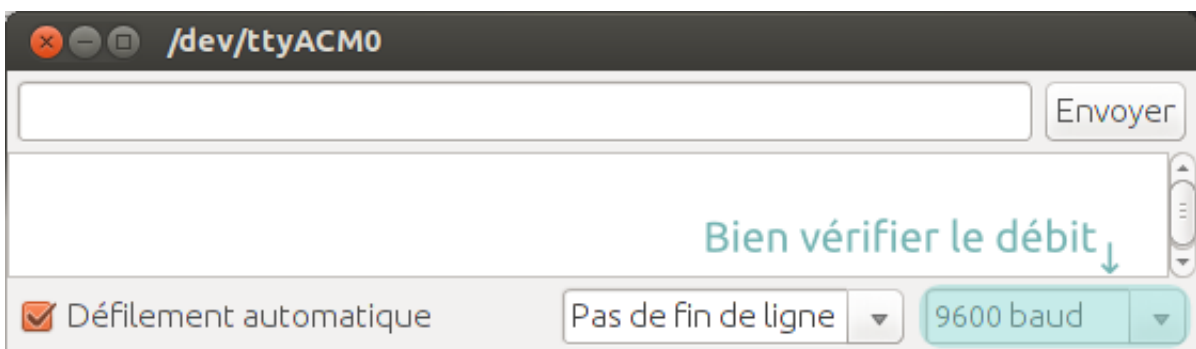 /dev/ttyACM0
Envoyer
Bien vérifier le débit↓
Défilement automatique
Pas de fin de ligne
9600 baud